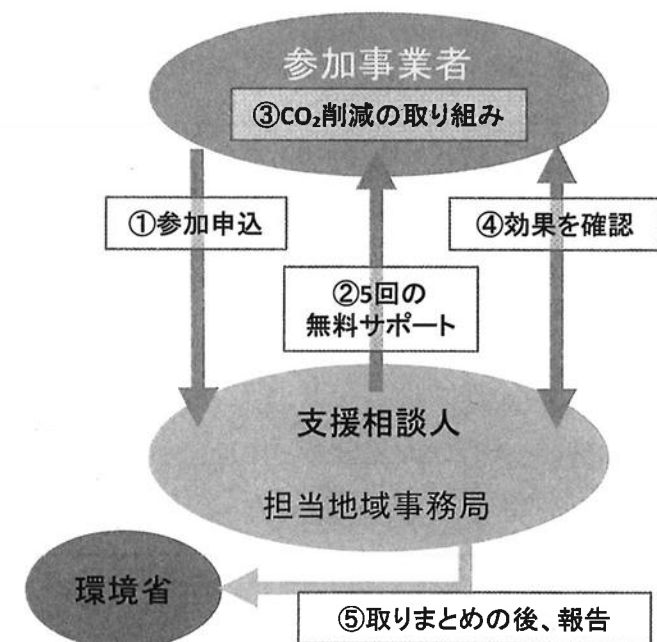 参加事業者
③CO₂削減の取り組み
①参加申込
④効果を確認
②5回の
無料サポート
支援相談人
担当地域事務局
環境省
⑤取りまとめの後、報告